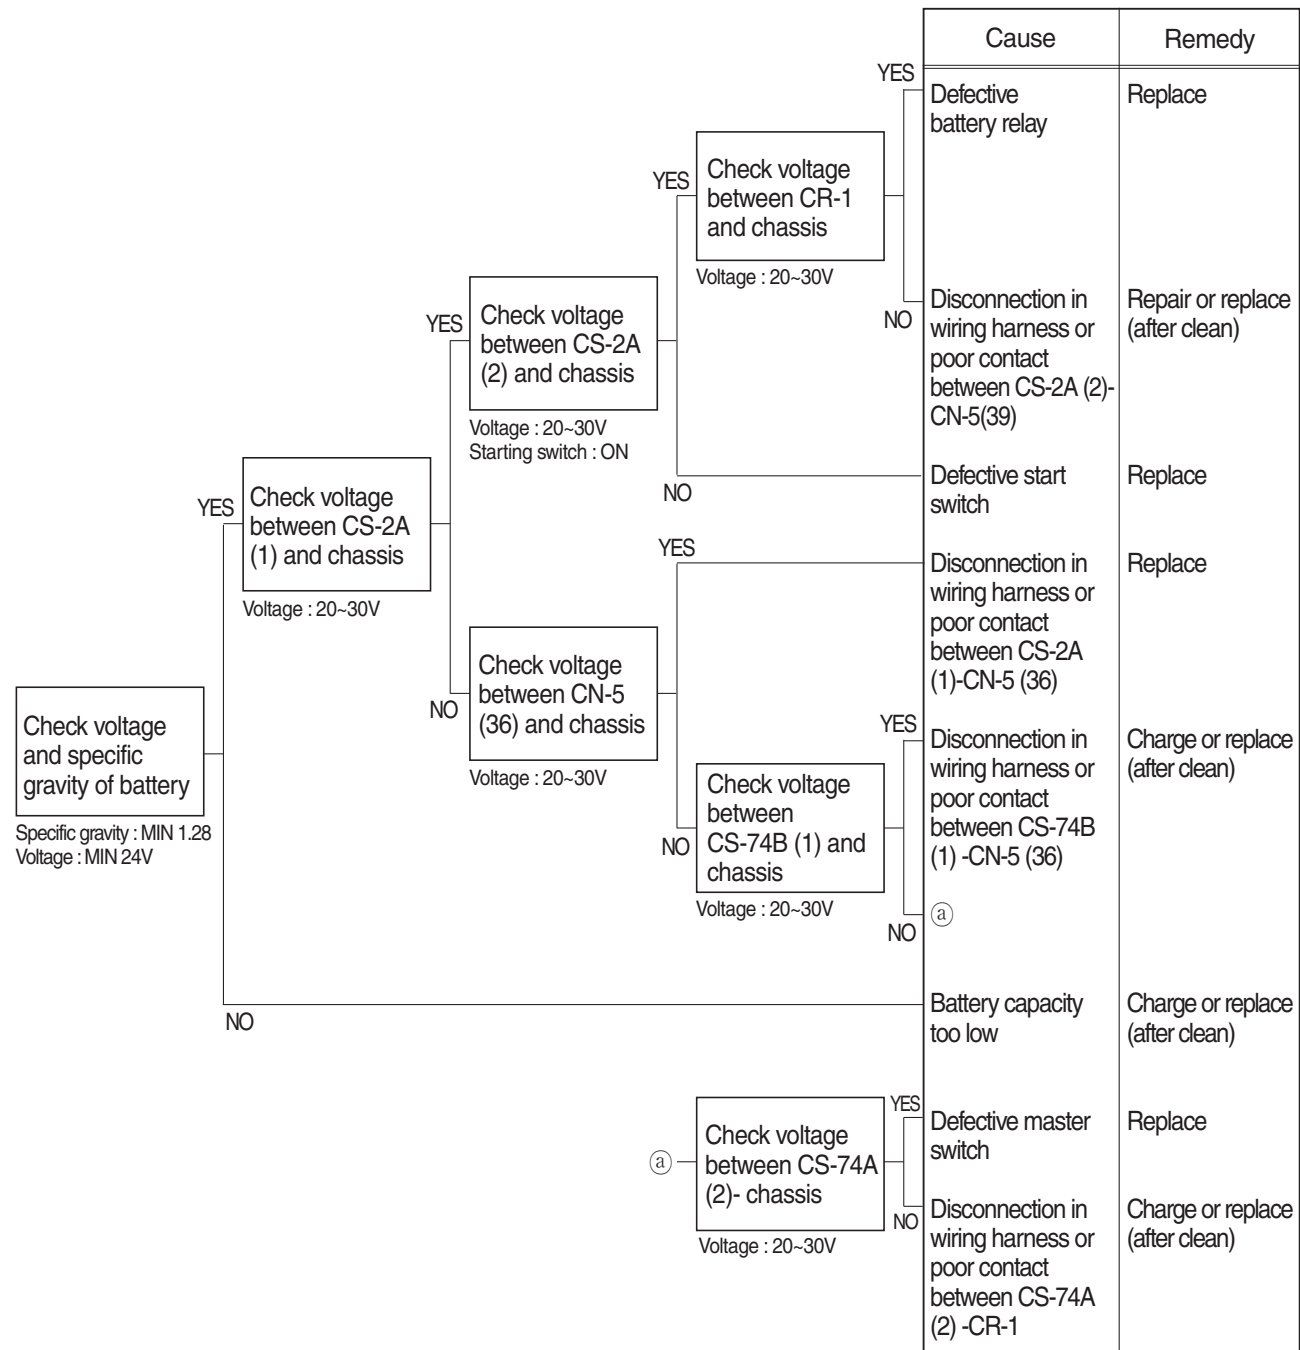 Cause
Remedy
YES
Defective
battery relay
Replace
Check voltage
between CR-1
and chassis
YES
Voltage : 20~30V
NO
Disconnection in
wiring harness or
poor contact
between CS-2A (2)-
CN-5(39)
Repair or replace
(after clean)
YES
Check voltage
between CS-2A
(2) and chassis
Voltage : 20~30V
Starting switch : ON
NO
Defective start
switch
Replace
YES
Check voltage
between CS-2A
(1) and chassis
Voltage : 20~30V
YES
Disconnection in
wiring harness or
poor contact
between CS-2A
(1)-CN-5 (36)
Replace
NO
Check voltage
between CN-5
(36) and chassis
Voltage : 20~30V
Check voltage
and specific
gravity of battery
Specific gravity : MIN 1.28
Voltage : MIN 24V
YES
Disconnection in
wiring harness or
poor contact
between CS-74B
(1) -CN-5 (36)
Charge or replace
(after clean)
NO
Check voltage
between
CS-74B (1) and
chassis
Voltage : 20~30V
NO
ⓐ
NO
Battery capacity
too low
Charge or replace
(after clean)
ⓐ
Check voltage
between CS-74A
(2)- chassis
Voltage : 20~30V
YES
Defective master
switch
Replace
NO
Disconnection in
wiring harness or
poor contact
between CS-74A
(2) -CR-1
Charge or replace
(after clean)